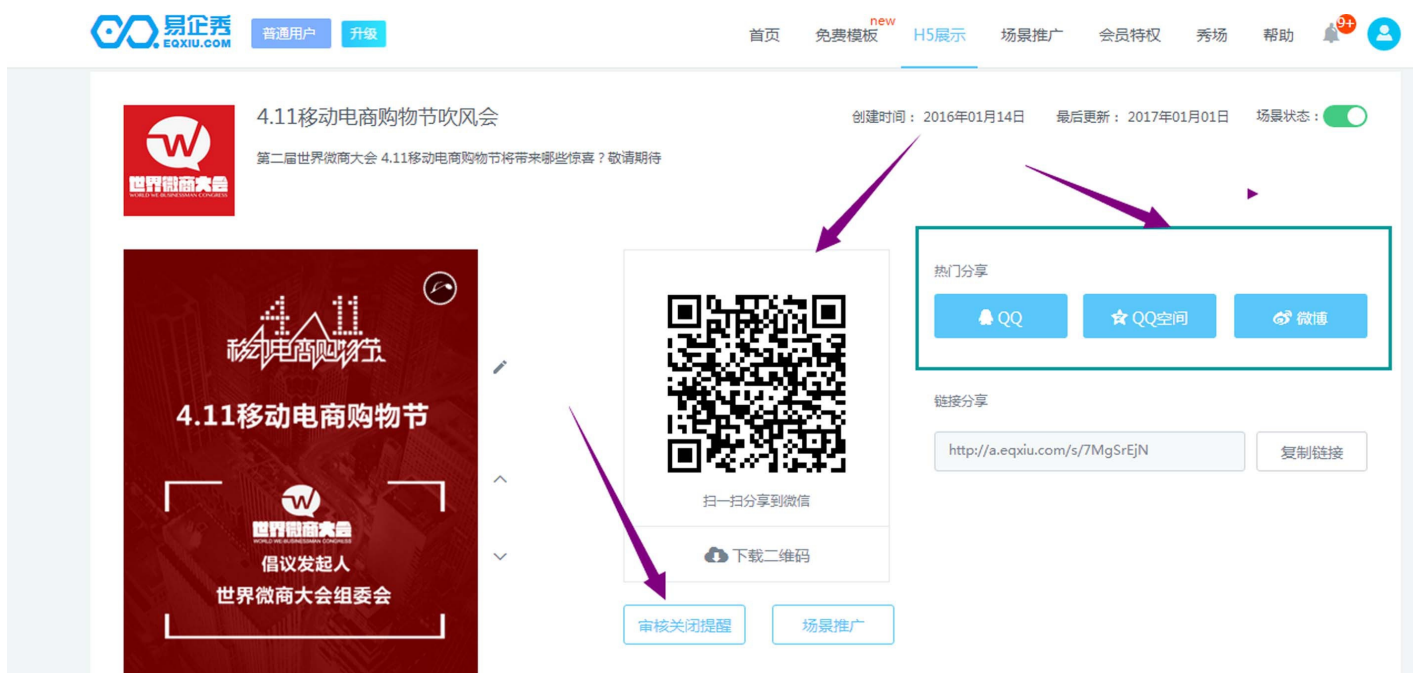 易企秀
EQXIU.COM
普通用户
升级
首页
免费模板
new
H5展示
场景推广
会员特权
秀场
帮助
9+
4.11移动电商购物节吹风会
创建时间： 2016年01月14日
最后更新： 2017年01月01日
场景状态：
第二届世界微商大会 4.11移动电商购物节将带来哪些惊喜？敬请期待
世界微商大会
WORLD WE-BUSINESSMAN CONGRESS
4.11
移动电商购物节
4.11移动电商购物节
世界微商大会
WORLD WE-BUSINESSMAN CONGRESS
倡议发起人
世界微商大会组委会
扫一扫分享到微信
下载二维码
审核关闭提醒
场景推广
热门分享
QQ
QQ空间
微博
链接分享
http://a.eqxiu.com/s/7MgSrEjN
复制链接